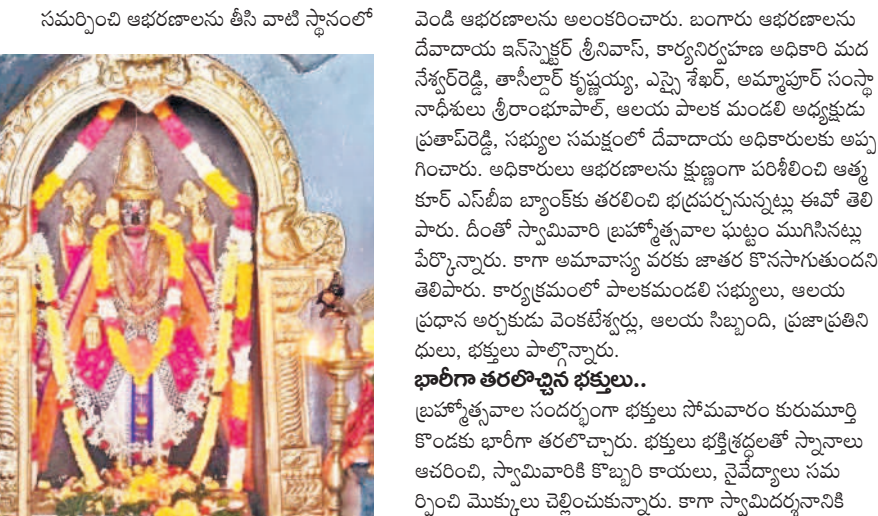 సమర్పించి ఆభరణాలను తీసి వాటి స్థానంలో
వెండి ఆభరణాలను అలంకరించారు. బంగారు ఆభరణాలను
దేవాదాయ ఇన్‌స్పెక్టర్ శ్రీనివాస్, కార్యనిర్వహణ అధికారి మద
నేశ్వర్‌రెడ్డి, తాసీల్దార్ కృష్ణయ్య, ఎస్సై శేఖర్, అమ్మాపూర్ సంస్థా
నాధీశులు శ్రీరాంభూపాల్, ఆలయ పాలక మండలి అధ్యక్షుడు
ప్రతాప్‌రెడ్డి, సభ్యుల సమక్షంలో దేవాదాయ అధికారులకు అప్ప
గించారు. అధికారులు ఆభరణాలను క్షుణ్ణంగా పరిశీలించి ఆత్మ
కూర్ ఎస్‌బీఐ బ్యాంక్‌కు తరలించి భద్రపర్చనున్నట్లు ఈవో తెలి
పారు. దీంతో స్వామివారి బ్రహ్మోత్సవాల ఘట్టం ముగిసినట్లు
పేర్కొన్నారు. కాగా అమావాస్య వరకు జాతర కొనసాగుతుందని
తెలిపారు. కార్యక్రమంలో పాలకమండలి సభ్యులు, ఆలయ
ప్రధాన అర్చకుడు వెంకటేశ్వర్లు, ఆలయ సిబ్బంది, ప్రజాప్రతిని
ధులు, భక్తులు పాల్గొన్నారు.
భారీగా తరలొచ్చిన భక్తులు..
బ్రహ్మోత్సవాల సందర్భంగా భక్తులు సోమవారం కురుమూర్తి
కొండకు భారీగా తరలొచ్చారు. భక్తులు భక్తిశ్రద్ధలతో స్నానాలు
ఆచరించి, స్వామివారికి కొబ్బరి కాయలు, నైవేద్యాలు సమ
ర్పించి మొక్కులు చెల్లించుకున్నారు. కాగా స్వామిదర్శనానికి